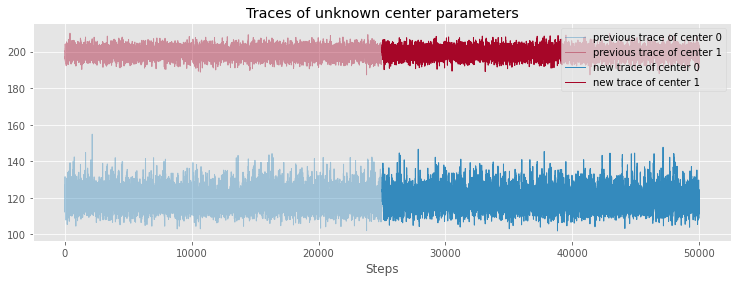 Traces of unknown center parameters
previous trace of center 0
previous trace of center 1
new trace of center 0
new trace of center 1
200
180
160
140
120
100
0 10000 20000 30000 40000 50000
Steps